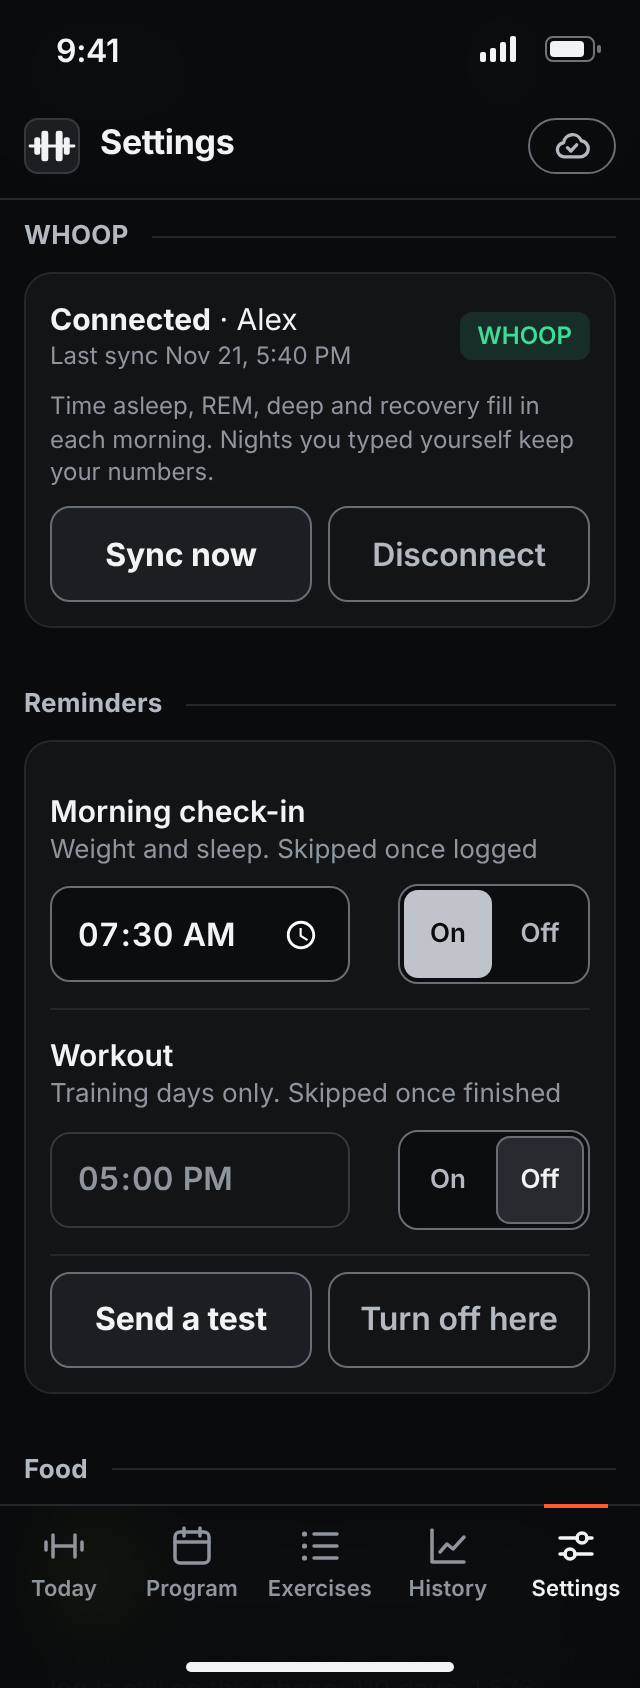 9:41
Settings
WHOOP
Connected · Alex
WHOOP
Last sync Nov 21, 5:40 PM
Time asleep, REM, deep and recovery fill in
each morning. Nights you typed yourself keep
your numbers.
Sync now
Disconnect
Reminders
Morning check-in
Weight and sleep. Skipped once logged
07:30 AM
On
Off
Workout
Training days only. Skipped once finished
05:00 PM
On
Off
Send a test
Turn off here
Food
Today
Program
Exercises
History
Settings